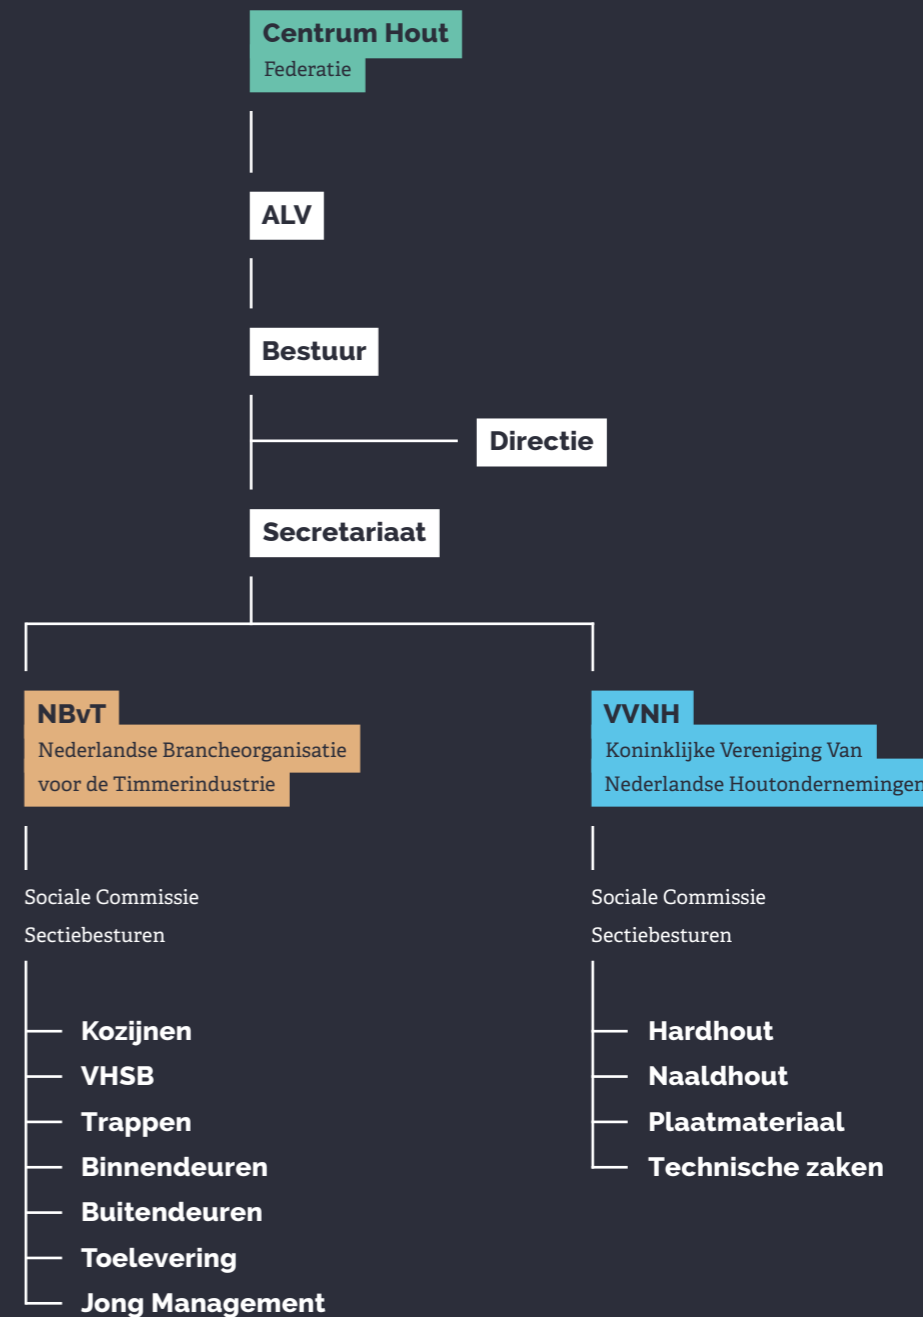 Centrum Hout
Federatie
ALV
Bestuur
Directie
Secretariaat
NBvT
Nederlandse Brancheorganisatie
voor de Timmerindustrie
Sociale Commissie
Sectiebesturen
Kozijnen
VHSB
Trappen
Binnendeuren
Buitendeuren
Toelevering
Jong Management
VVNH
Koninklijke Vereniging Van
Nederlandse Houtondernemingen
Sociale Commissie
Sectiebesturen
Hardhout
Naaldhout
Plaatmateriaal
Technische zaken